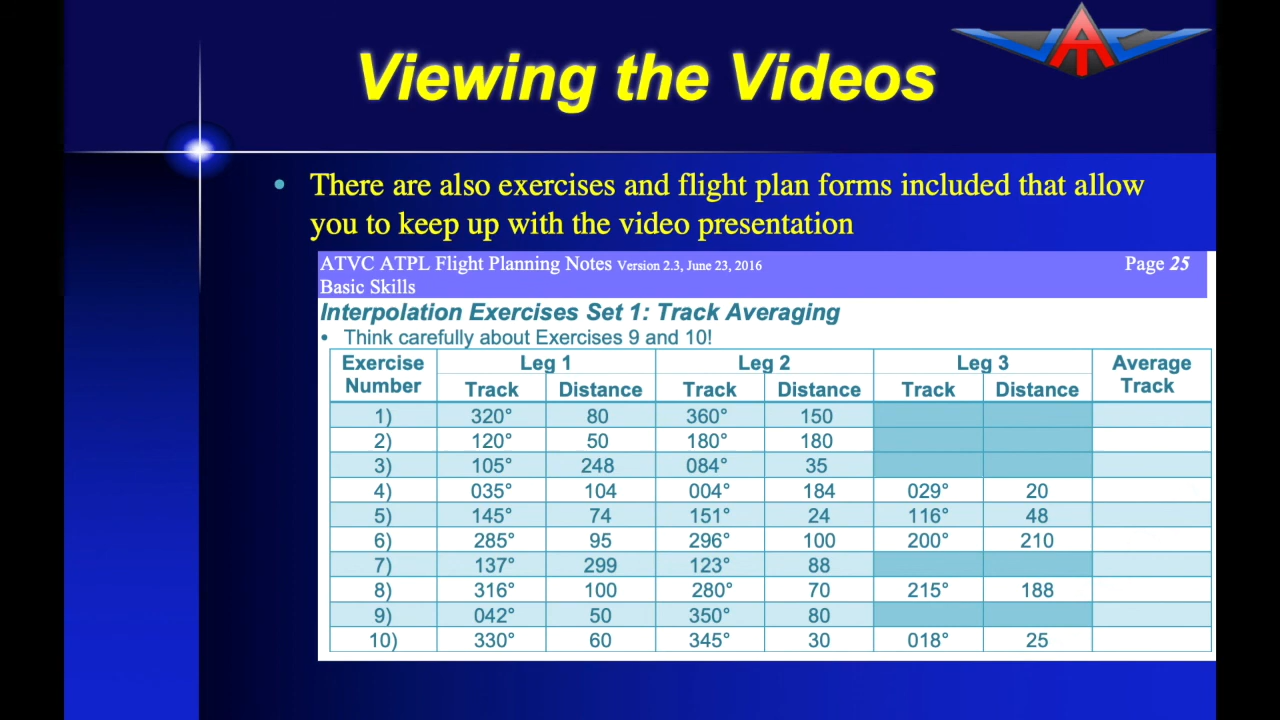 Viewing the Videos
• There are also exercises and flight plan forms included that allow
you to keep up with the video presentation
ATVC ATPL Flight Planning Notes Version 2.3, June 23, 2016 Page 25
Basic Skills
Interpolation Exercises Set 1: Track Averaging
• Think carefully about Exercises 9 and 10!
Exercise Number Leg 1 Leg 2 Leg 3 Average Track
Track Distance Track Distance Track Distance
1) 320° 80 360° 150
2) 120° 50 180° 180
3) 105° 248 084° 35
4) 035° 104 004° 184 029° 20
5) 145° 74 151° 24 116° 48
6) 285° 95 296° 100 200° 210
7) 137° 299 123° 88
8) 316° 100 280° 70 215° 188
9) 042° 50 350° 80
10) 330° 60 345° 30 018° 25